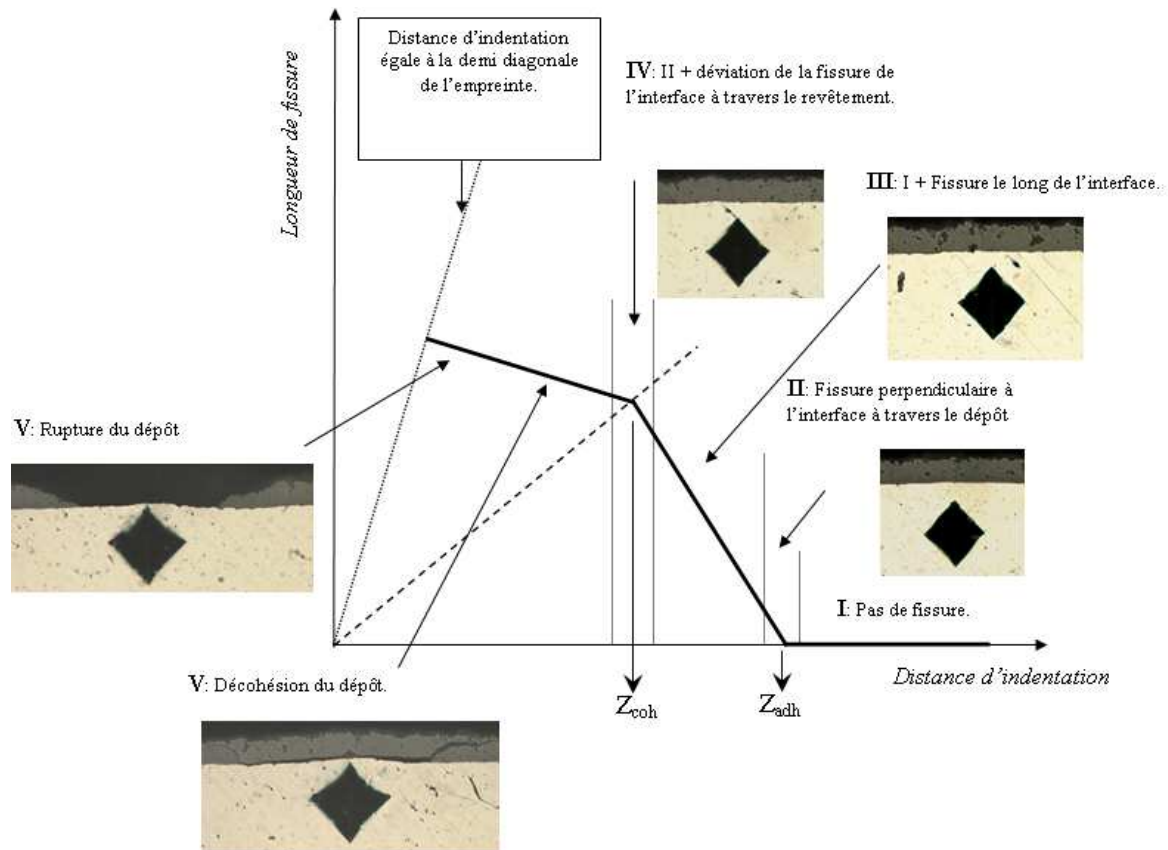 Longueur de fissure
Distance d'indentation
égale à la demi diagonale
de l'empreinte.
IV: II + déviation de la fissure de
l'interface à travers le revêtement.
III: I + Fissure le long de l'interface.
II: Fissure perpendiculaire à
l'interface à travers le dépôt
V: Rupture du dépôt
I: Pas de fissure.
Distance d'indentation
V: Décohésion du dépôt.
Zcoh
Zadh